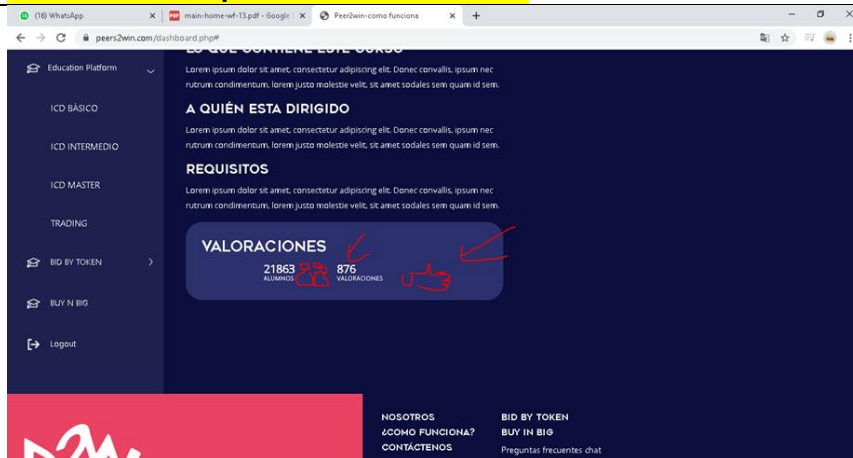 (16) WhatsApp
main-home-wf-13.pdf - Google
Peer2win-como funciona
peers2win.com/dashboard.php#
Education Platform
ICD BÁSICO
ICD INTERMEDIO
ICD MASTER
TRADING
BID BY TOKEN
BUY N BIG
Logout
LO QUE CONTIENE ESTE CURSO
Lorem ipsum dolor sit amet, consectetur adipiscing elit. Donec convallis, ipsum nec
rutrum condimentum, lorem justo molestie velit, sit amet sodales sem quam id sem.
A QUIÉN ESTA DIRIGIDO
Lorem ipsum dolor sit amet, consectetur adipiscing elit. Donec convallis, ipsum nec
rutrum condimentum, lorem justo molestie velit, sit amet sodales sem quam id sem.
REQUISITOS
Lorem ipsum dolor sit amet, consectetur adipiscing elit. Donec convallis, ipsum nec
rutrum condimentum, lorem justo molestie velit, sit amet sodales sem quam id sem.
VALORACIONES
21863
ALUMNOS
876
VALORACIONES
NOSOTROS
¿COMO FUNCIONA?
CONTÁCTENOS
BID BY TOKEN
BUY IN BIG
Preguntas frecuentes chat